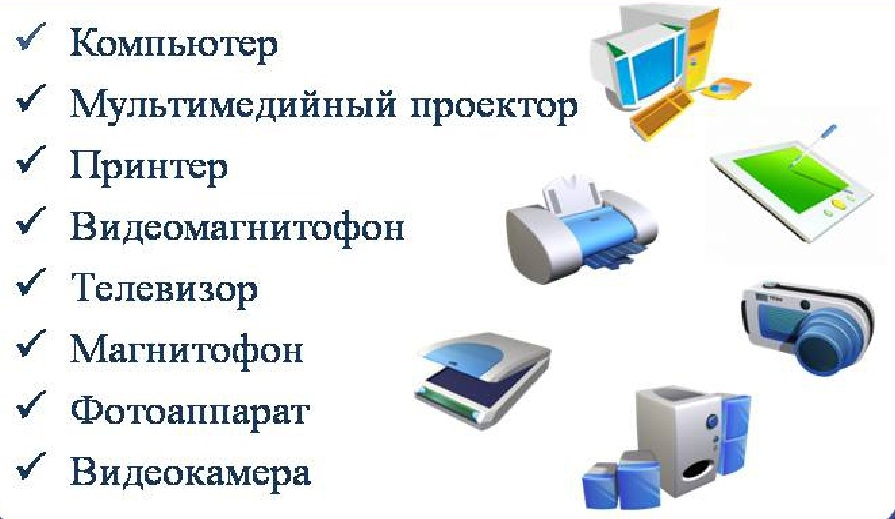 Компьютер
Мультимедийный проектор
Принтер
Видеомагнитофон
Телевизор
Магнитофон
Фотоаппарат
Видеокамера